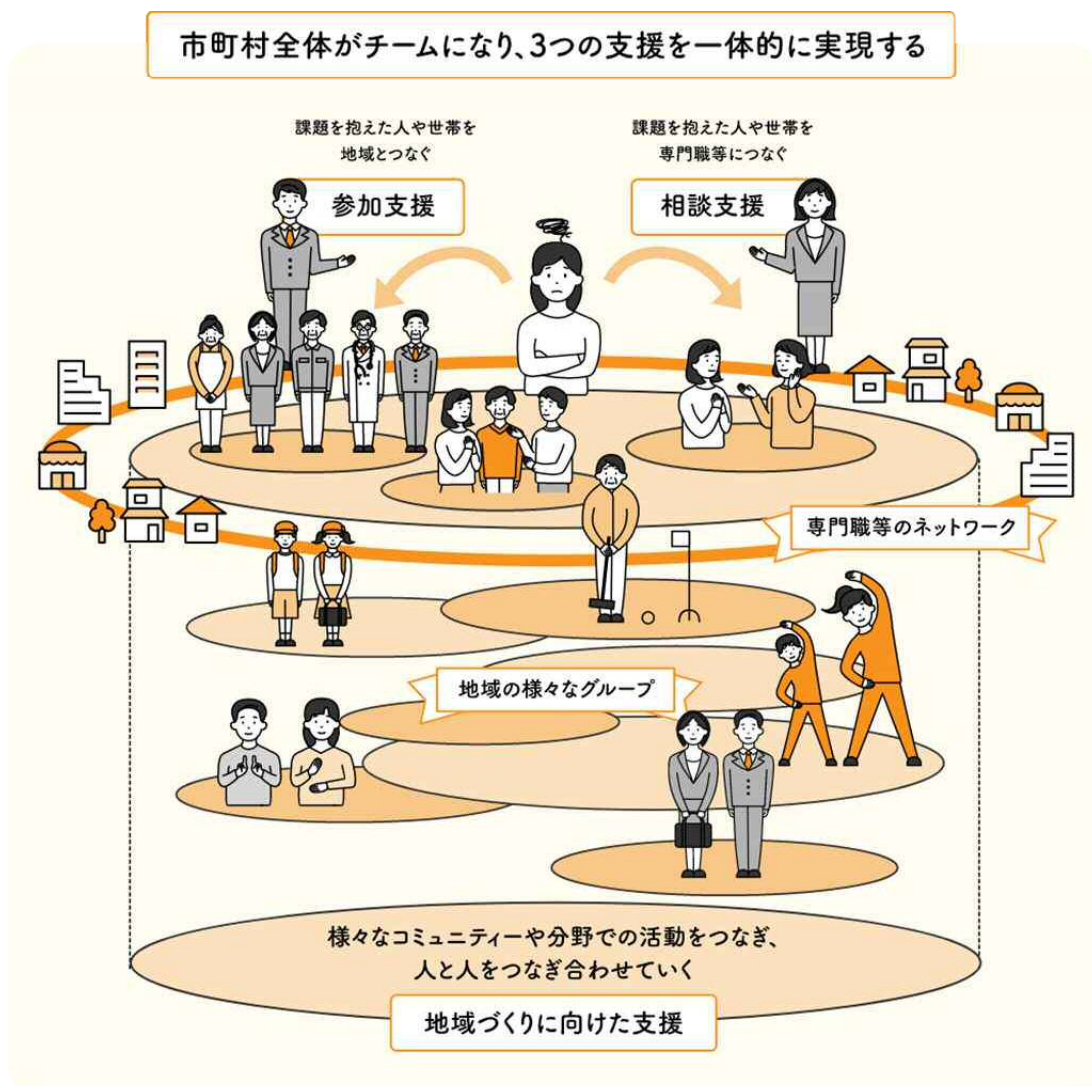 市町村全体がチームになり、3つの支援を一体的に実現する
課題を抱えた人や世帯を
地域とつなぐ
参加支援
課題を抱えた人や世帯を
専門職等につなぐ
相談支援
専門職等のネットワーク
地域の様々なグループ
様々なコミュニティーや分野での活動をつなぎ、
人と人をつなぎ合わせていく
地域づくりに向けた支援